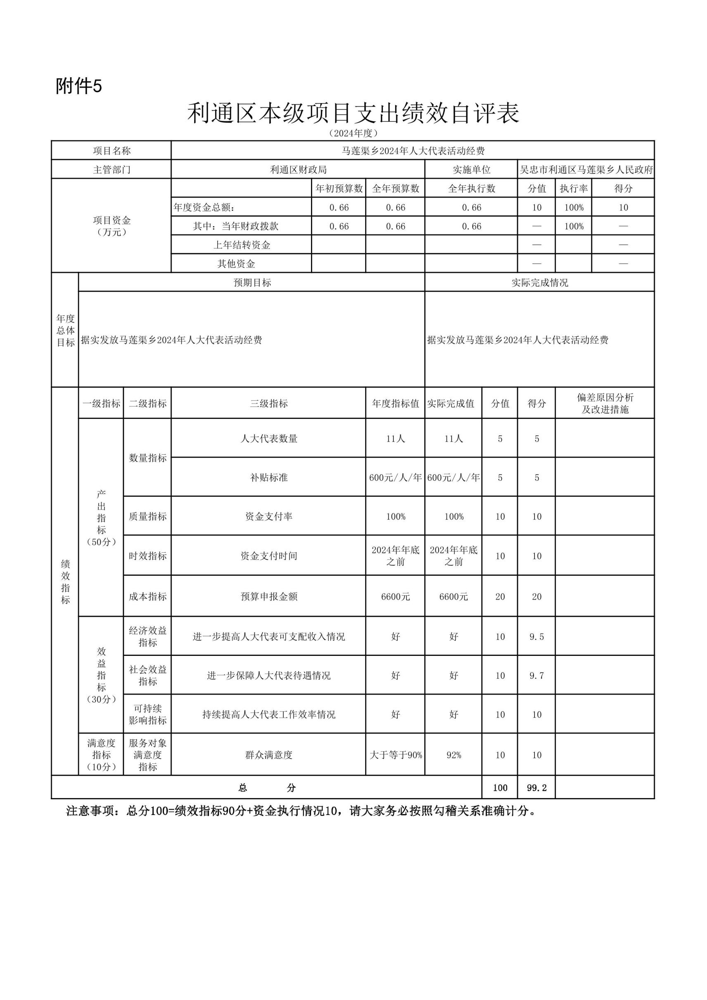 附件5
利通区本级项目支出绩效自评表
（2024年度）
项目名称 马莲渠乡2024年人大代表活动经费
主管部门 利通区财政局 实施单位 吴忠市利通区马莲渠乡人民政府
项目资金
（万元）
年初预算数 全年预算数 全年执行数 分值 执行率 得分
年度资金总额： 0.66 0.66 0.66 10 100% 10
其中：当年财政拨款 0.66 0.66 0.66 — 100% —
上年结转资金 — —
其他资金 — —
年度
总体
目标
预期目标 实际完成情况
据实发放马莲渠乡2024年人大代表活动经费 据实发放马莲渠乡2024年人大代表活动经费
绩
效
指
标
一级指标 二级指标 三级指标 年度指标值 实际完成值 分值 得分 偏差原因分析
及改进措施
产
出
指
标
（50分）
数量指标
人大代表数量 11人 11人 5 5
补贴标准 600元/人/年 600元/人/年 5 5
质量指标 资金支付率 100% 100% 10 10
时效指标 资金支付时间 2024年年底
之前 2024年年底
之前 10 10
成本指标 预算申报金额 6600元 6600元 20 20
效
益
指
标
（30分）
经济效益
指标 进一步提高人大代表可支配收入情况 好 好 10 9.5
社会效益
指标 进一步保障人大代表待遇情况 好 好 10 9.7
可持续
影响指标 持续提高人大代表工作效率情况 好 好 10 10
满意度
指标
（10分）
服务对象
满意度
指标 群众满意度 大于等于90% 92% 10 10
总 分 100 99.2
注意事项：总分100=绩效指标90分+资金执行情况10，请大家务必按照勾稽关系准确计分。